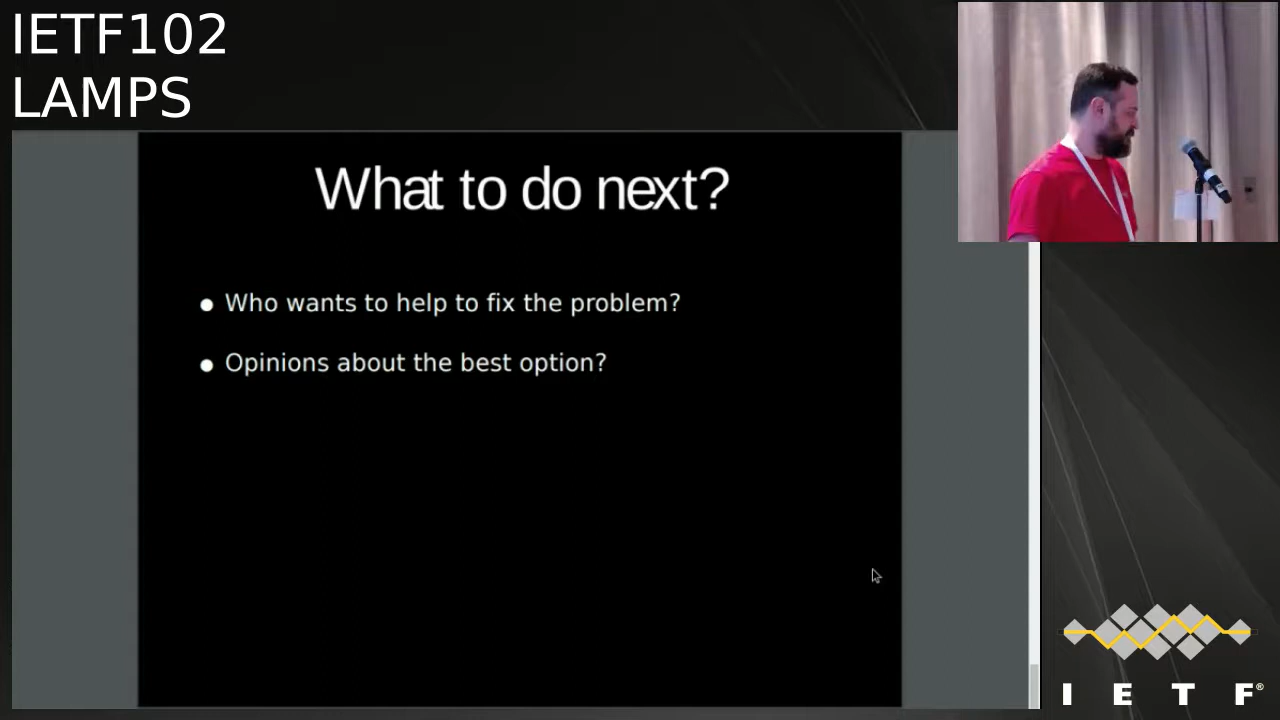 IETF102
LAMPS
What to do next?
Who wants to help to fix the problem?
Opinions about the best option?
I E T F®